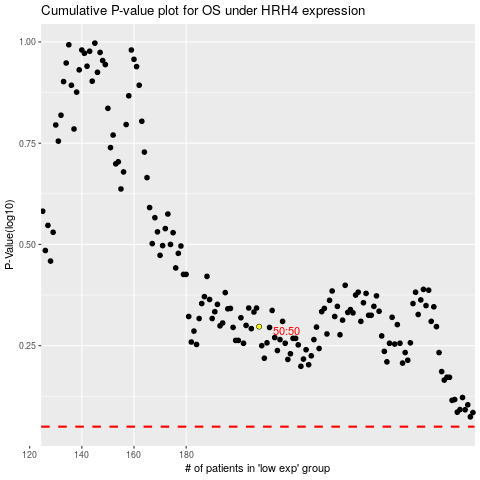 Cumulative P-value plot for OS under HRH4 expression
P-Value(log10)
1.00
0.75
0.50
0.25
50:50
120 140 160 180
# of patients in 'low exp' group